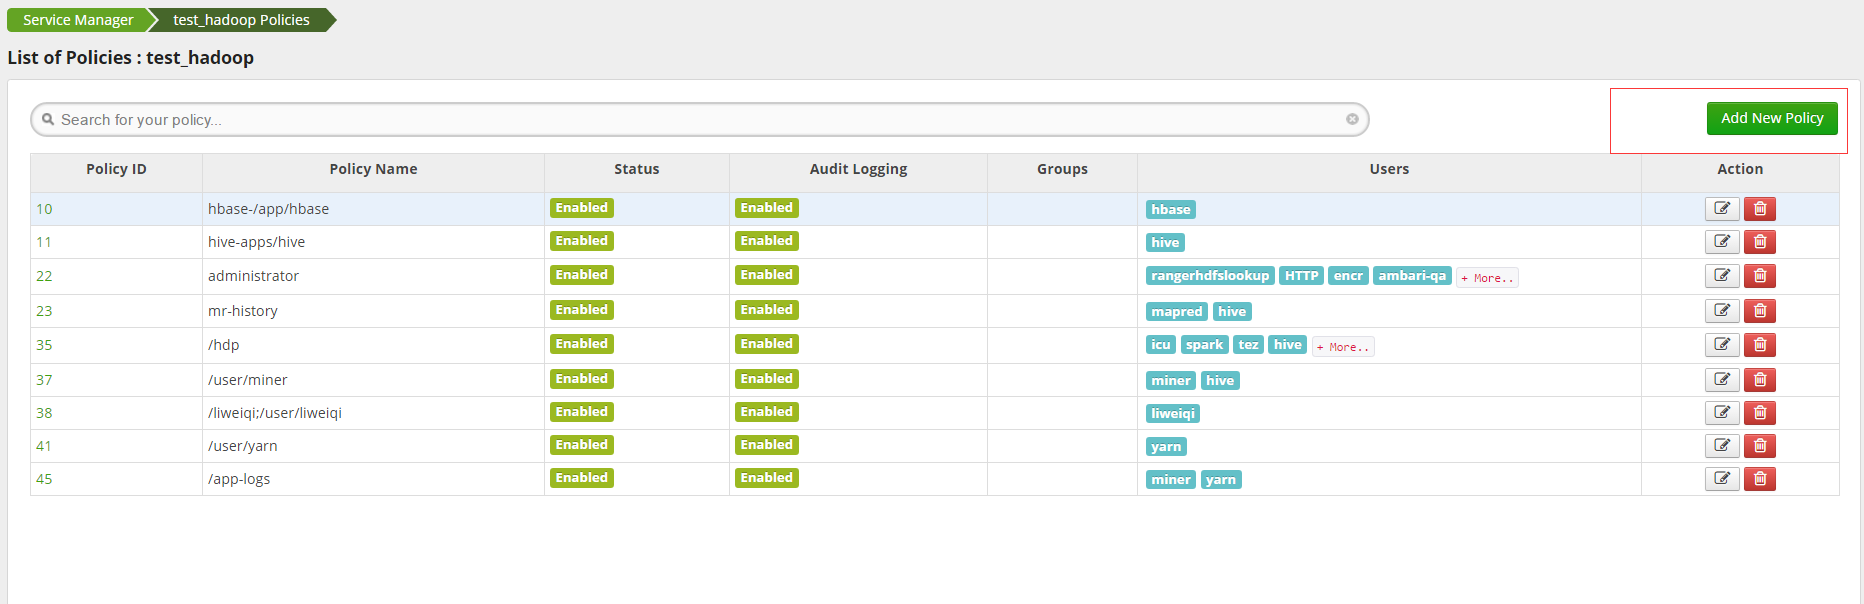 Service Manager test_hadoop Policies
List of Policies : test_hadoop
Search for your policy... Add New Policy
Policy ID Policy Name Status Audit Logging Groups Users Action
10 hbase-/app/hbase Enabled Enabled hbase
11 hive-apps/hive Enabled Enabled hive
22 administrator Enabled Enabled rangerhdfslookup HTTP encr ambari-qa + More..
23 mr-history Enabled Enabled mapred hive
35 /hdp Enabled Enabled icu spark tez hive + More..
37 /user/miner Enabled Enabled miner hive
38 /liweiqi;/user/liweiqi Enabled Enabled liweiqi
41 /user/yarn Enabled Enabled yarn
45 /app-logs Enabled Enabled miner yarn